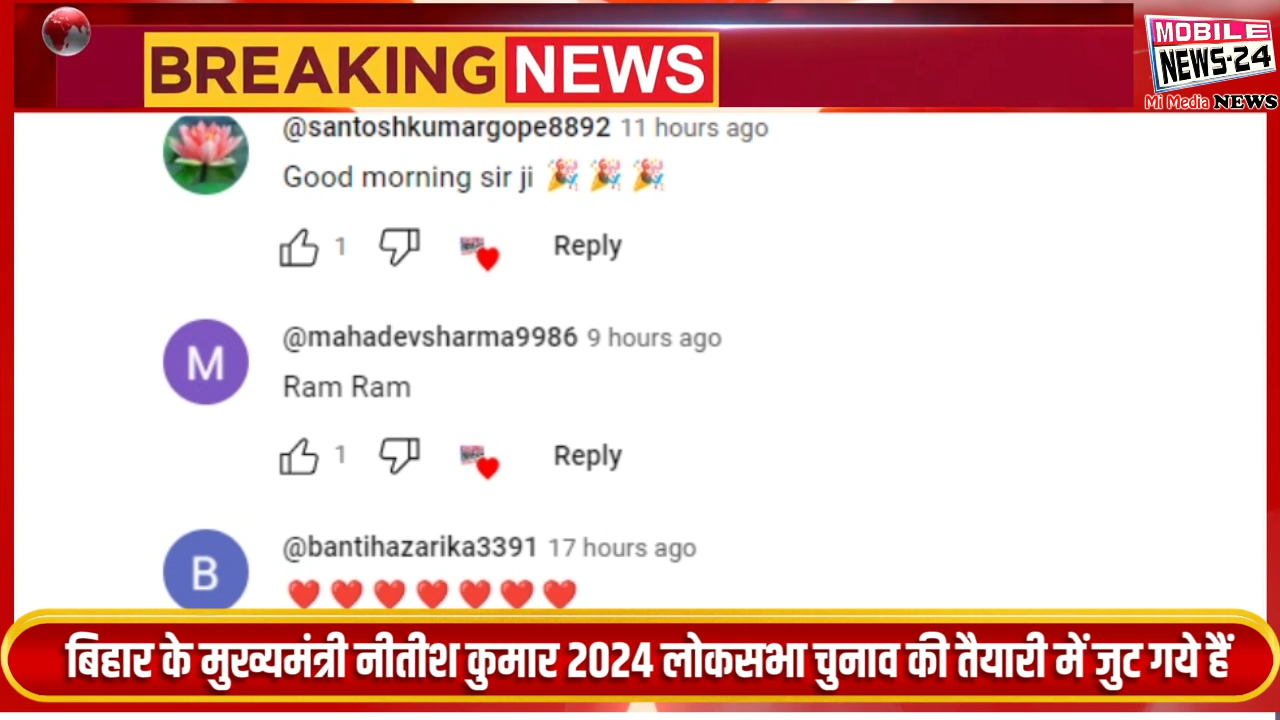 BREAKING NEWS
MOBILE
NEWS-24
Mi Media NEWS
@santoshkumargope8892 11 hours ago
Good morning sir ji 🎉 🎉 🎉
1 Reply
M
@mahadevsharma9986 9 hours ago
Ram Ram
1 Reply
B
@bantihazarika3391 17 hours ago
❤️ ❤️ ❤️ ❤️ ❤️ ❤️ ❤️
बिहार के मुख्यमंत्री नीतीश कुमार 2024 लोकसभा चुनाव की तैयारी में जुट गये हैं